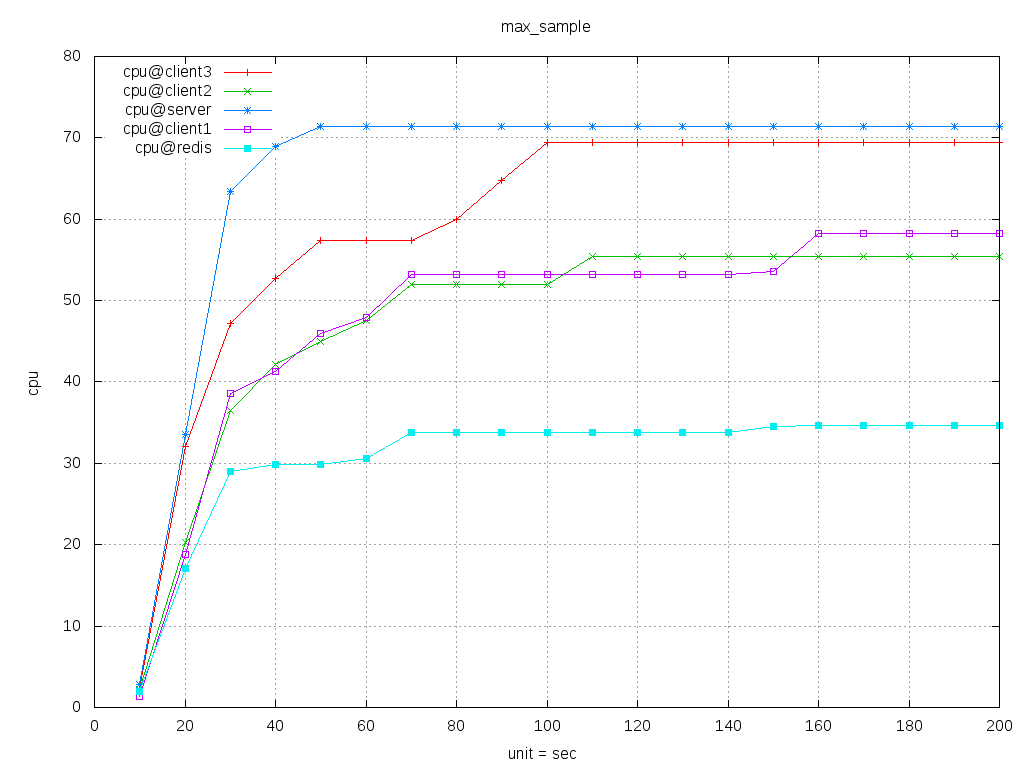 max_sample
80
70
60
50
40
30
20
10
0
cpu
cpu@client3
cpu@client2
cpu@server
cpu@client1
cpu@redis
0 20 40 60 80 100 120 140 160 180 200
unit = sec